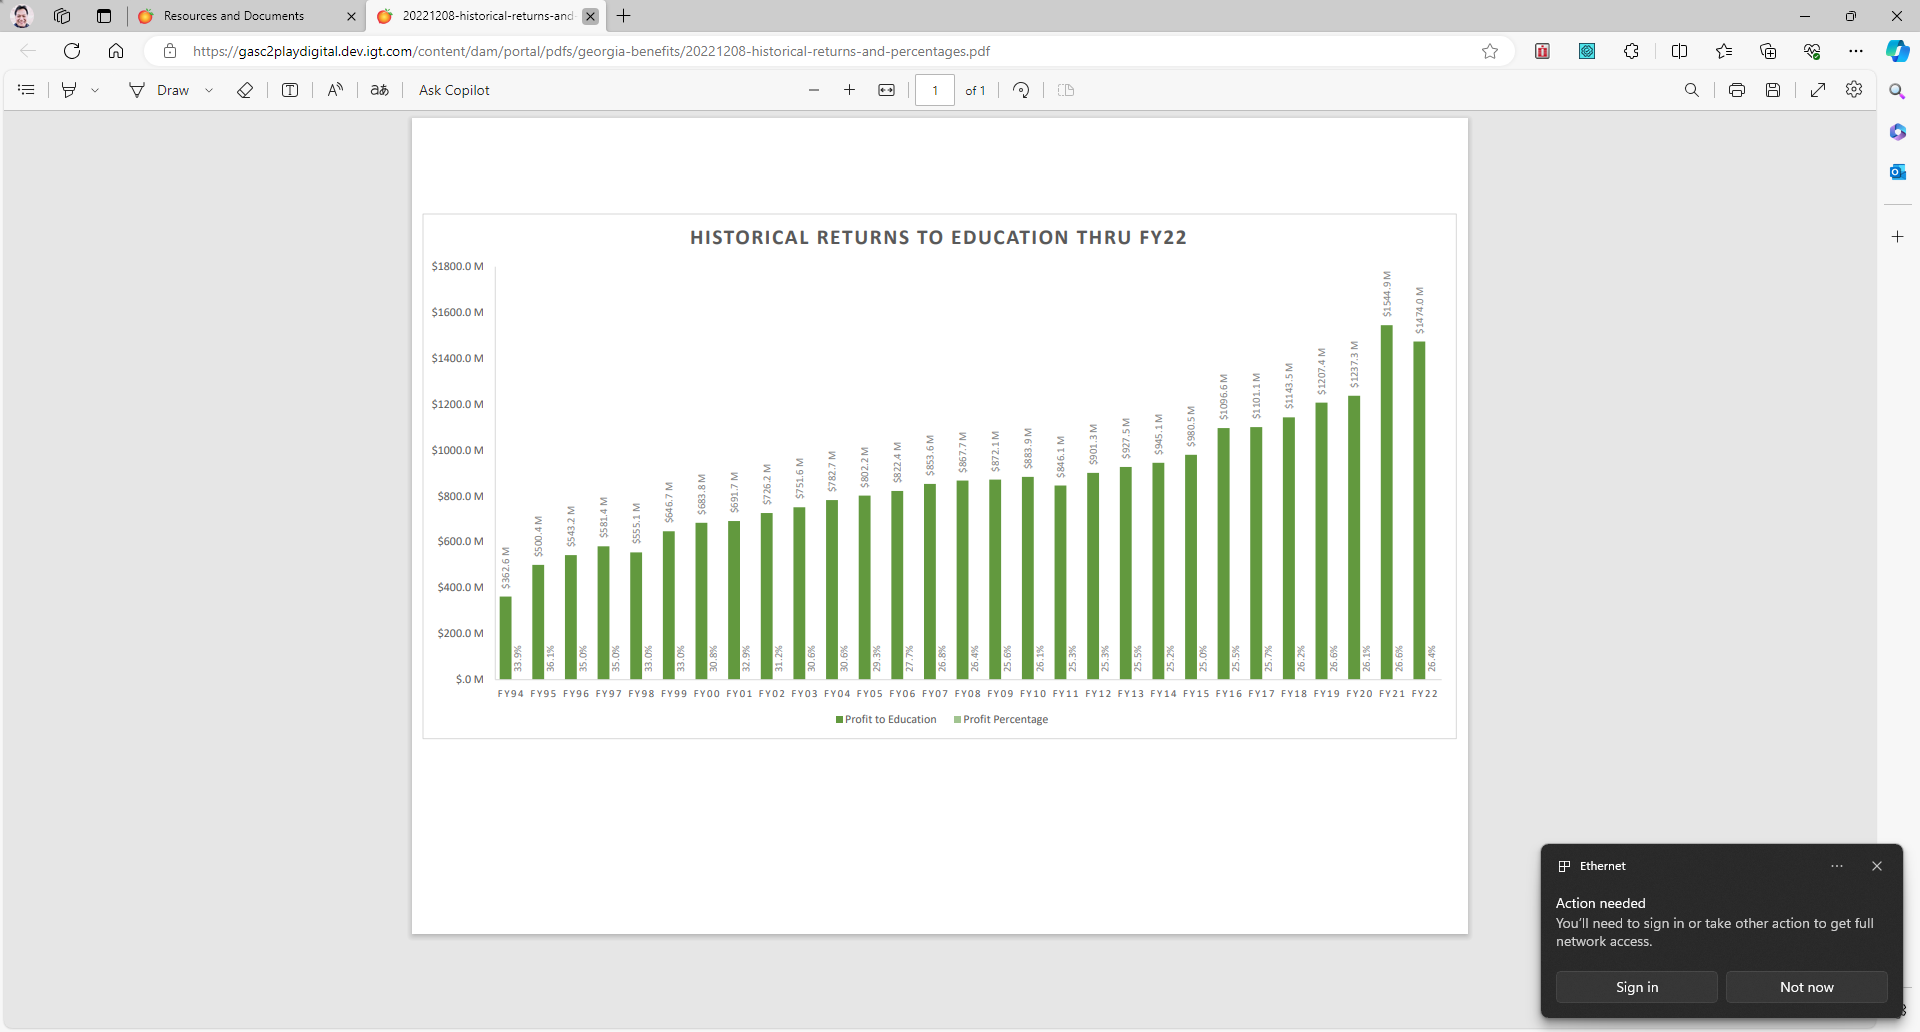 Resources and Documents
20221208-historical-returns-and-
https://gasc2playdigital.dev.igt.com/content/dam/portal/pdfs/georgia-benefits/20221208-historical-returns-and-percentages.pdf
Draw
Ask Copilot
1 of 1
HISTORICAL RETURNS TO EDUCATION THRU FY22
$1800.0 M
$1600.0 M
$1400.0 M
$1200.0 M
$1000.0 M
$800.0 M
$600.0 M
$400.0 M
$200.0 M
$.0 M
$362.6 M
$500.4 M
$543.2 M
$581.4 M
$555.1 M
$646.7 M
$683.8 M
$691.7 M
$726.2 M
$751.6 M
$782.7 M
$802.2 M
$822.4 M
$853.6 M
$867.7 M
$872.1 M
$883.9 M
$846.1 M
$901.3 M
$927.5 M
$945.1 M
$980.5 M
$1096.6 M
$1101.1 M
$1143.5 M
$1207.4 M
$1237.3 M
$1544.9 M
$1474.0 M
33.9%
36.1%
35.0%
35.0%
33.0%
33.0%
30.8%
32.9%
31.2%
30.6%
30.6%
29.3%
27.7%
26.8%
26.4%
25.6%
26.1%
25.3%
25.3%
25.5%
25.2%
25.0%
25.5%
25.7%
26.2%
26.6%
26.1%
26.6%
26.4%
FY94 FY95 FY96 FY97 FY98 FY99 FY00 FY01 FY02 FY03 FY04 FY05 FY06 FY07 FY08 FY09 FY10 FY11 FY12 FY13 FY14 FY15 FY16 FY17 FY18 FY19 FY20 FY21 FY22
Profit to Education Profit Percentage
Ethernet
Action needed
You'll need to sign in or take other action to get full
network access.
Sign in
Not now